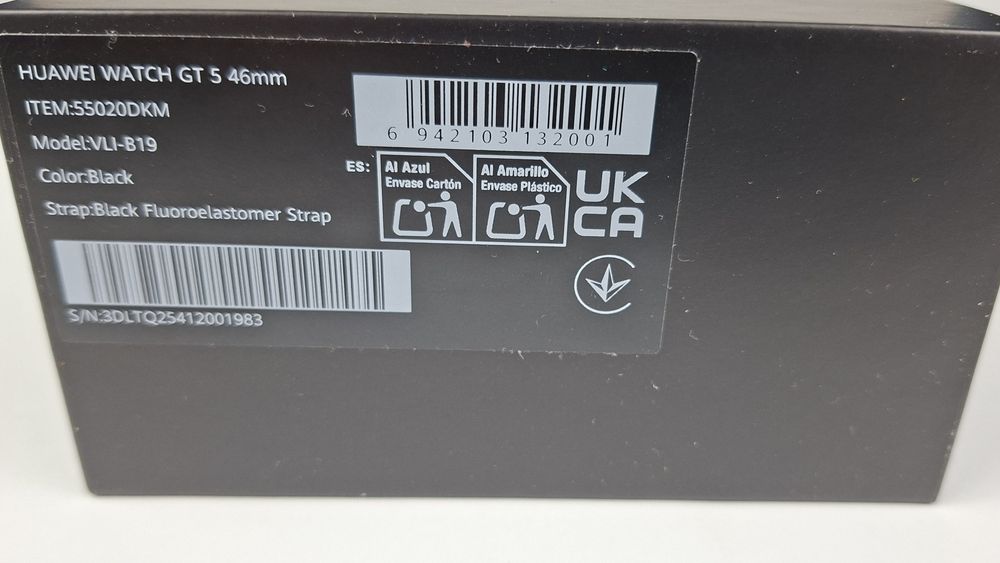 HUAWEI WATCH GT 5 46mm
ITEM:55020DKM
Model:VLI-B19
Color:Black
Strap:Black Fluoroelastomer Strap
S/N:3DLTQ25412001983
6 942103 132001
ES:
Al Azul
Envase Cartón
Al Amarillo
Envase Plástico
UK
CA